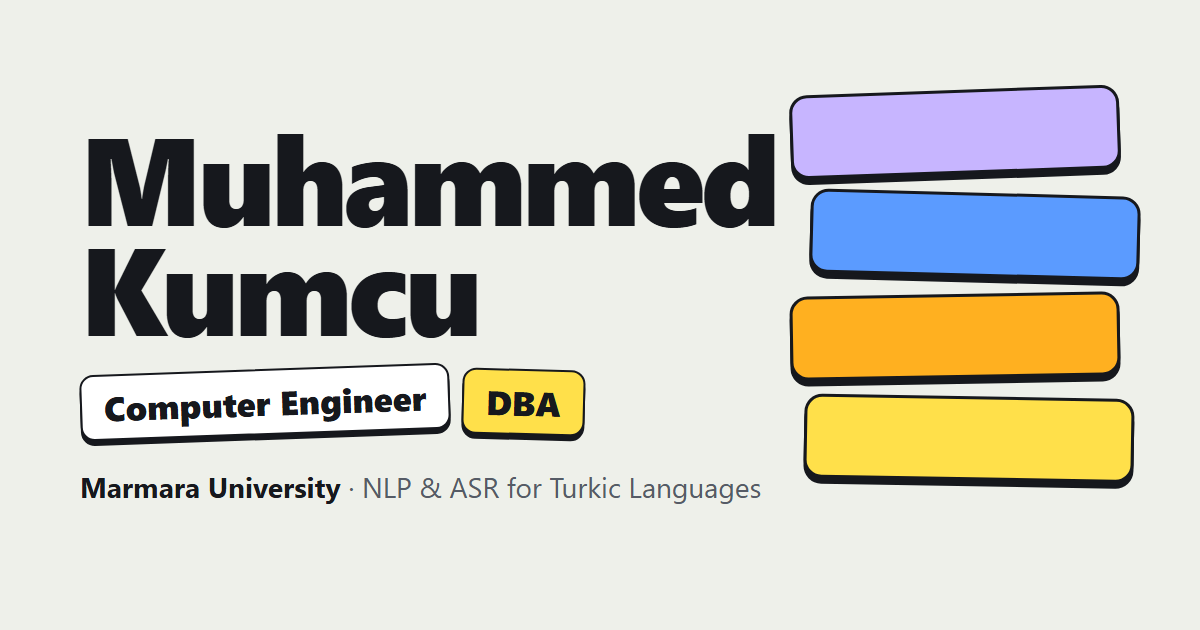 Muhammed
Kumcu
Computer Engineer DBA
Marmara University · NLP & ASR for Turkic Languages